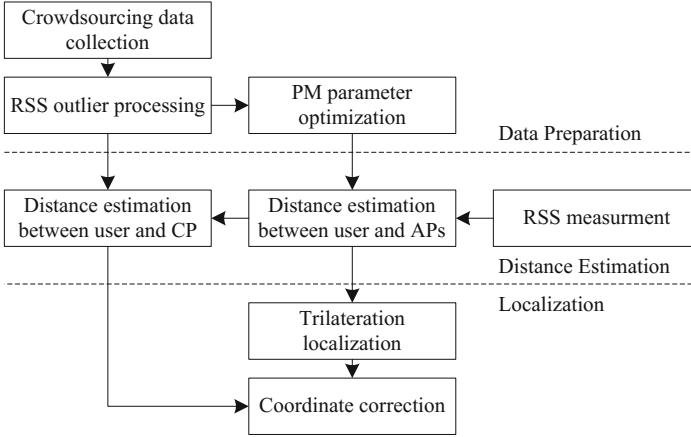 Crowdsourcing data
collection
RSS outlier processing
PM parameter
optimization
Data Preparation
Distance estimation
between user and CP
Distance estimation
between user and APs
RSS measurment
Distance Estimation
Localization
Trilateration
localization
Coordinate correction